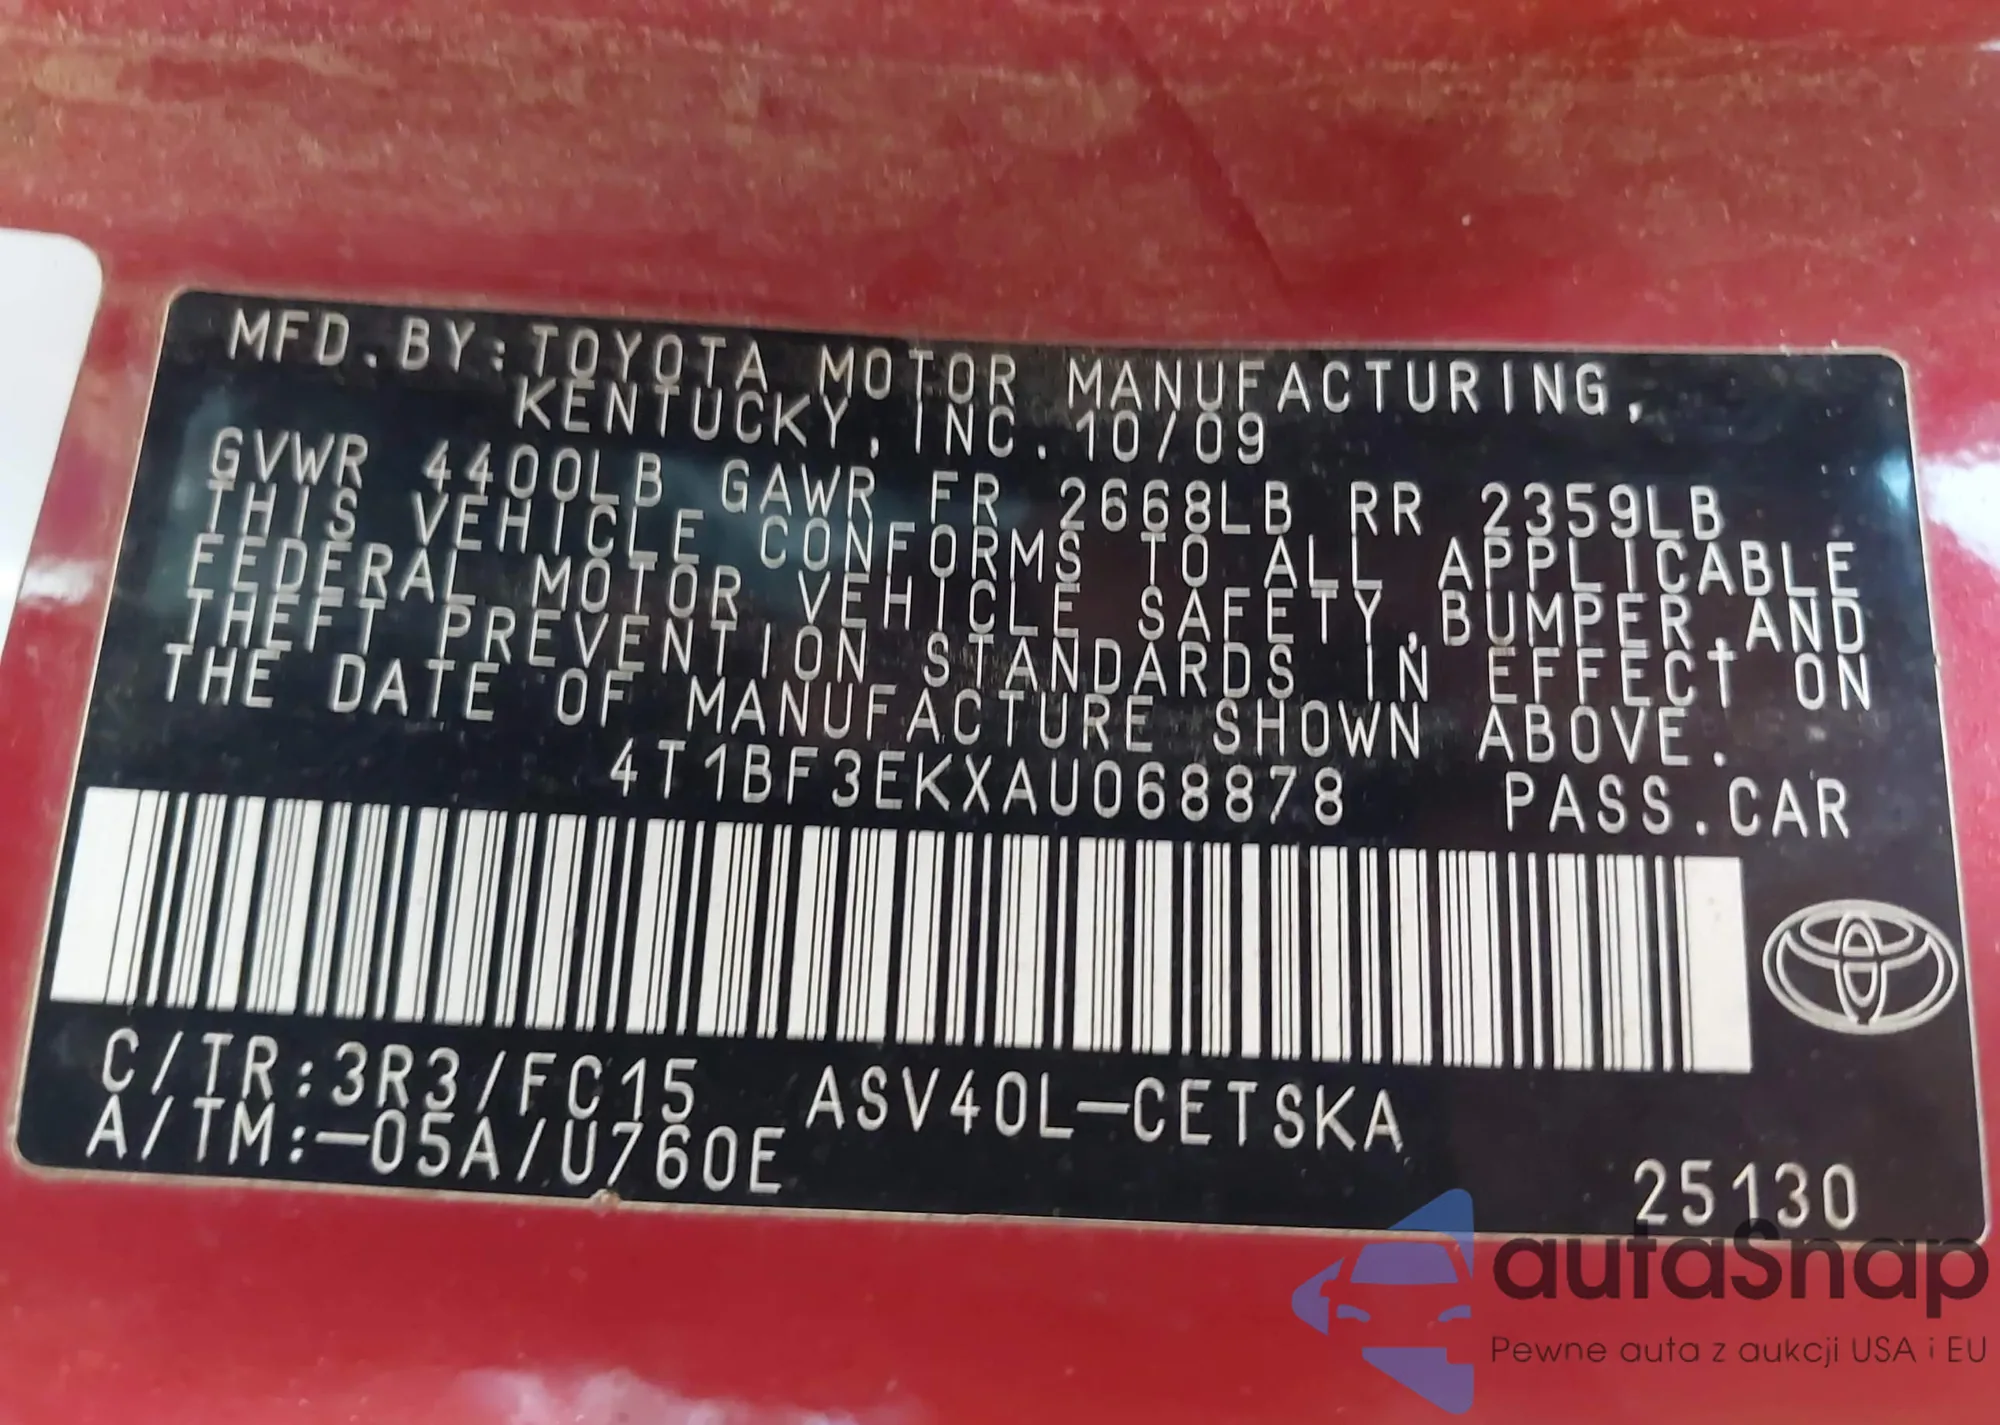 MFD.BY:TOYOTA MOTOR MANUFACTURING,
KENTUCKY, INC. 10/09
GVWR 4400LB GAWR FR 2668LB RR 2359LB
THIS VEHICLE CONFORMS TO ALL APPLICABLE
FEDERAL MOTOR VEHICLE SAFETY,BUMPER,AND
THEFT PREVENTION STANDARDS IN EFFECT ON
THE DATE OF MANUFACTURE SHOWN ABOVE.
4T1BF3EKXAU068878 PASS.CAR
C/TR:3R3/FC15 ASV40L-CETSKA
A/TM:-05A/U760E
25130
autaSnap
Pewne auta z aukcji USA i EU